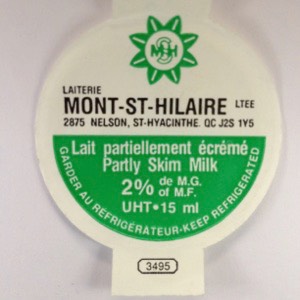 MSH
LAITERIE
MONT-ST-HILAIRE LTEE
2875 NELSON, ST-HYACINTHE. QC J2S 1Y5
Lait partiellement écrémé
Partly Skim Milk
2% de M.G.
of M.F.
UHT•15 ml
GARDER AU RÉFRIGÉRATEUR-KEEP REFRIGERATED
3495